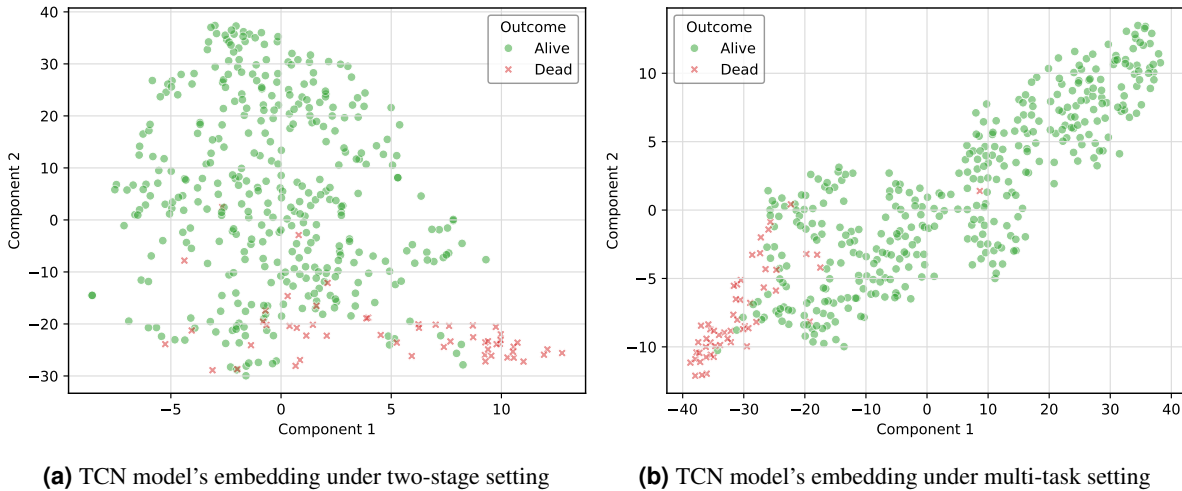 40
30
20
10
0
−10
−20
−30
−5
0
5
10
Component 2
Component 1
Outcome
Alive
Dead
(a) TCN model's embedding under two-stage setting
10
5
0
−5
−10
−40
−30
−20
−10
0
10
20
30
40
Component 2
Component 1
Outcome
Alive
Dead
(b) TCN model's embedding under multi-task setting